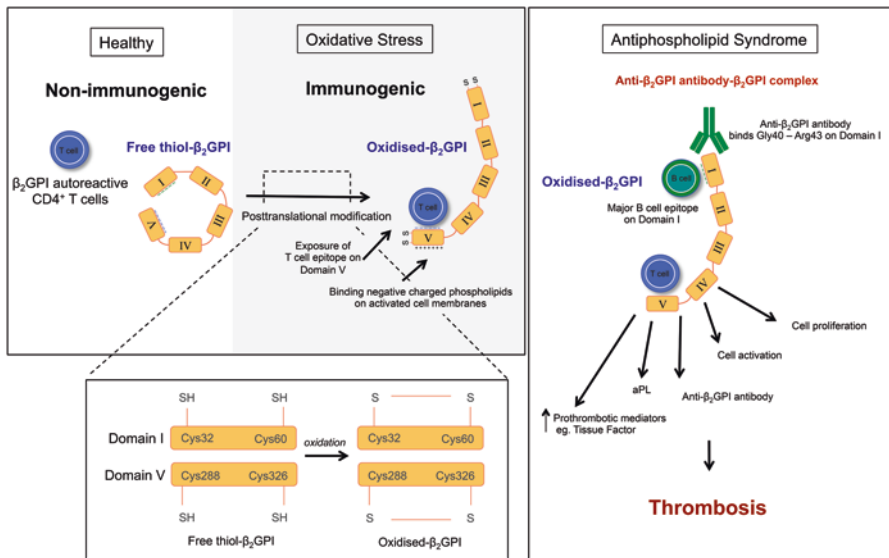 Healthy
Oxidative Stress
Non-immunogenic
Immunogenic
T cell
Free thiol-β₂GPI
β₂GPI autoreactive
CD4⁺ T cells
I
II
III
IV
V
Oxidised-β₂GPI
S S
I
II
III
IV
V
T cell
S S
Posttranslational modification
Exposure of
T cell epitope on
Domain V
Binding negative charged phospholipids
on activated cell membranes
SH
SH
S
S
Domain I
Cys32
Cys60
oxidation
Cys32
Cys60
Domain V
Cys288
Cys326
Cys288
Cys326
SH
SH
S
S
Free thiol-β₂GPI
Oxidised-β₂GPI
Antiphospholipid Syndrome
Anti-β₂GPI antibody-β₂GPI complex
Anti-β₂GPI antibody
binds Gly40 – Arg43 on Domain I
Oxidised-β₂GPI
B cell
I
Major B cell epitope
on Domain I
II
III
T cell
IV
V
Cell proliferation
Cell activation
aPL
Anti-β₂GPI antibody
Prothrombotic mediators
eg. Tissue Factor
Thrombosis